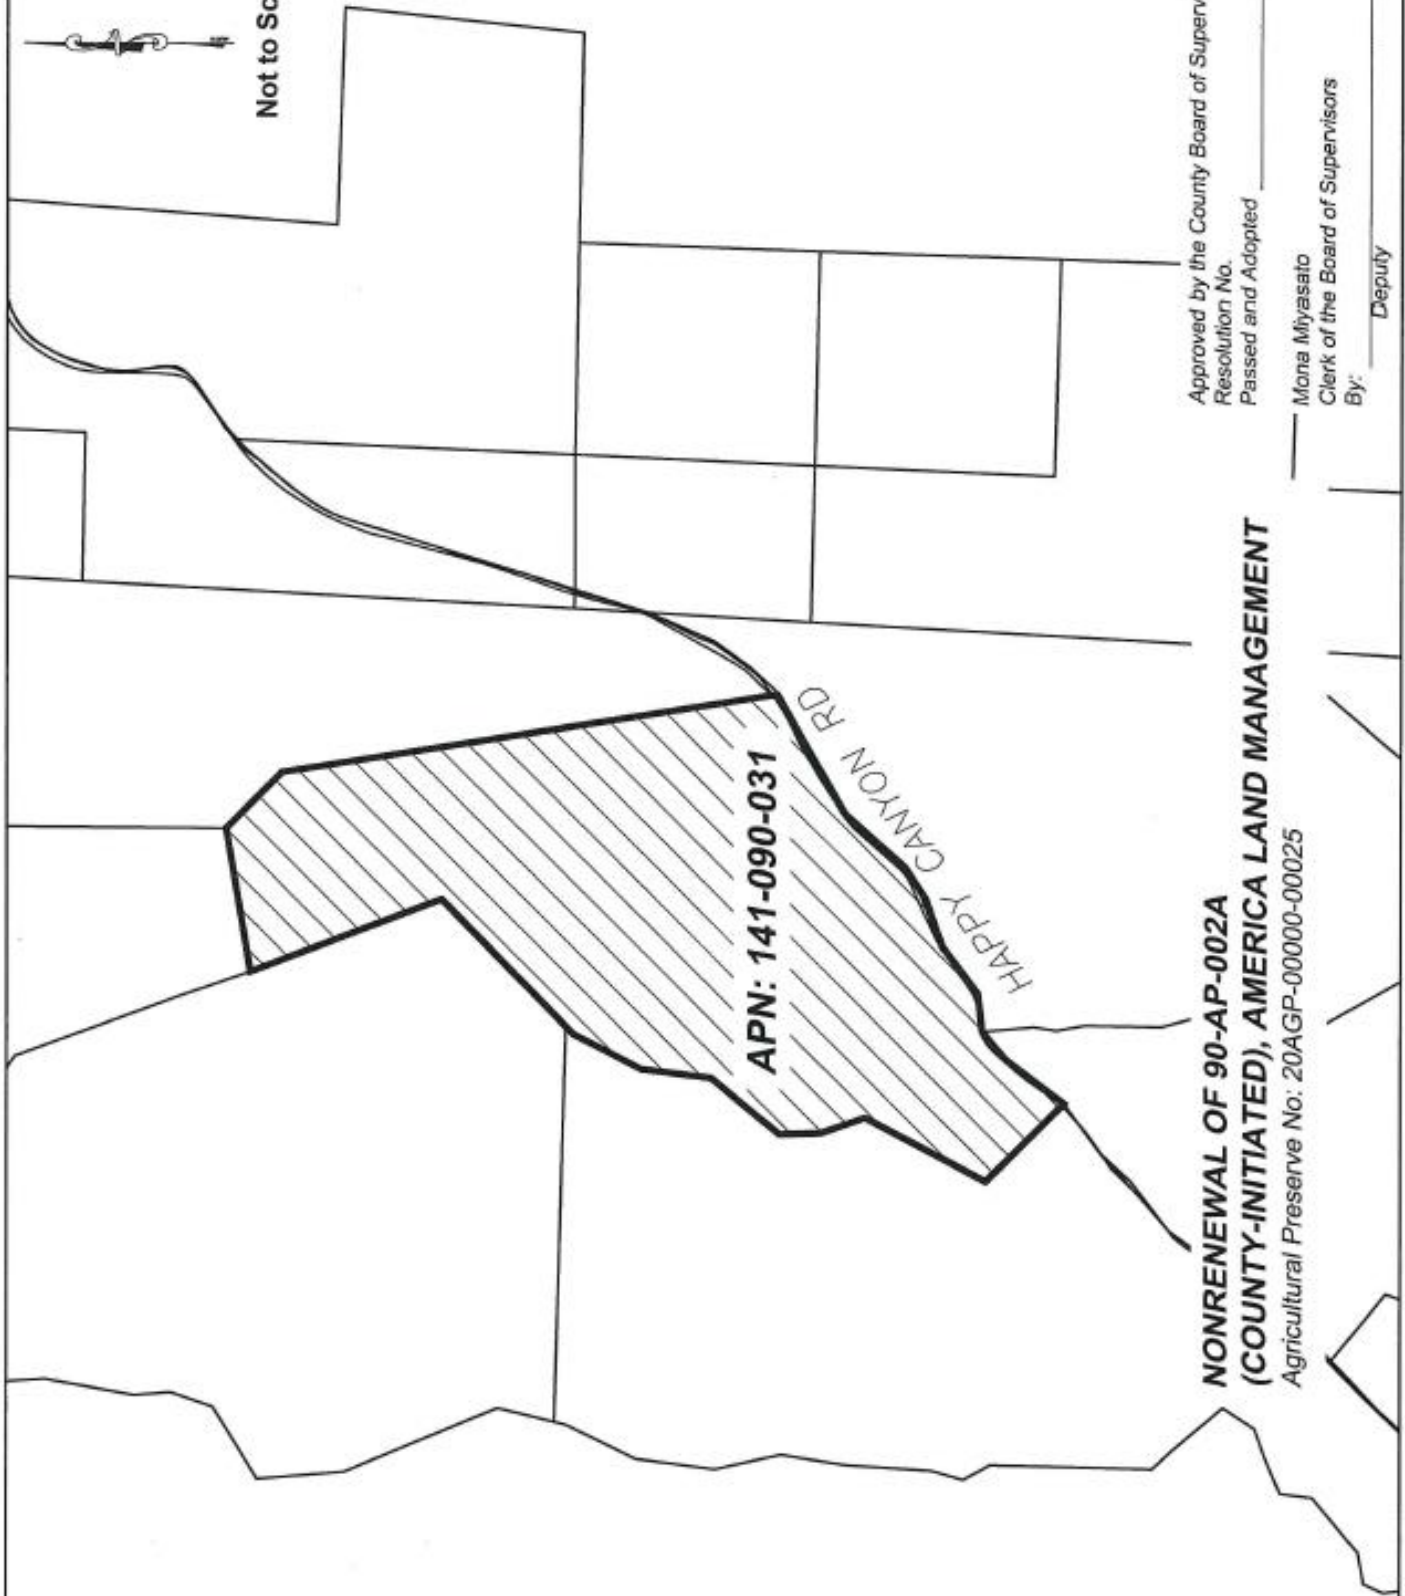 Not to Sc
APN: 141-090-031
HAPPY CANYON RD
NONRENEWAL OF 90-AP-002A
(COUNTY-INITIATED), AMERICA LAND MANAGEMENT
Agricultural Preserve No: 20AGP-00000-00025
Approved by the County Board of Superv
Resolution No.
Passed and Adopted
Mona Miyasato
Clerk of the Board of Supervisors
By:
Deputy